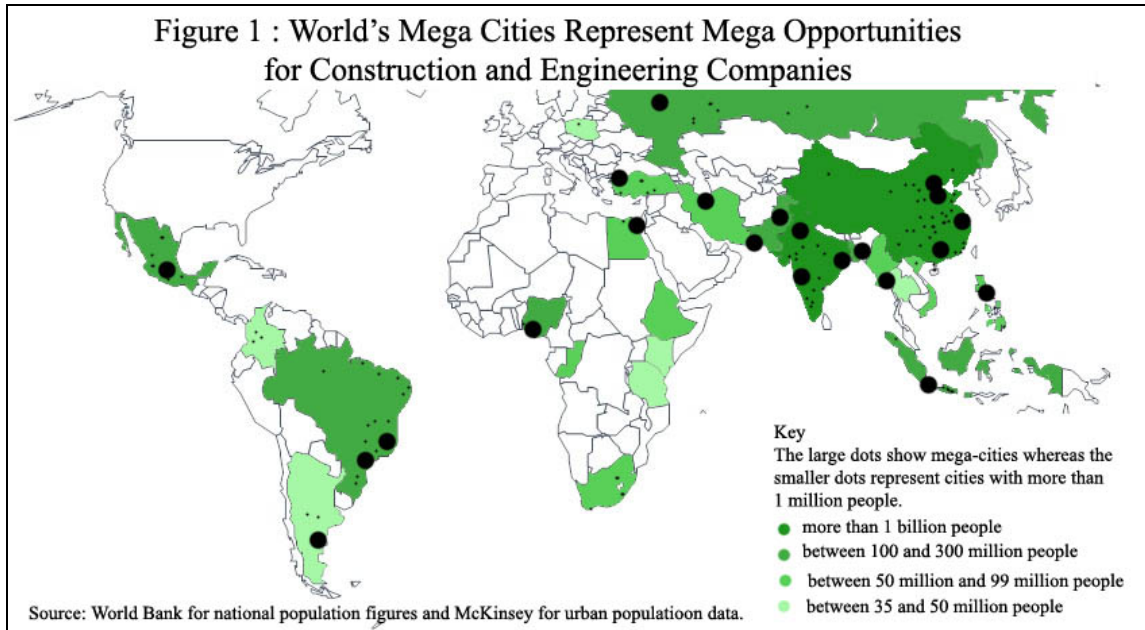 Figure 1 : World's Mega Cities Represent Mega Opportunities
for Construction and Engineering Companies
Key
The large dots show mega-cities whereas the
smaller dots represent cities with more than
1 million people.
more than 1 billion people
between 100 and 300 million people
between 50 million and 99 million people
between 35 and 50 million people
Source: World Bank for national population figures and McKinsey for urban populatioon data.